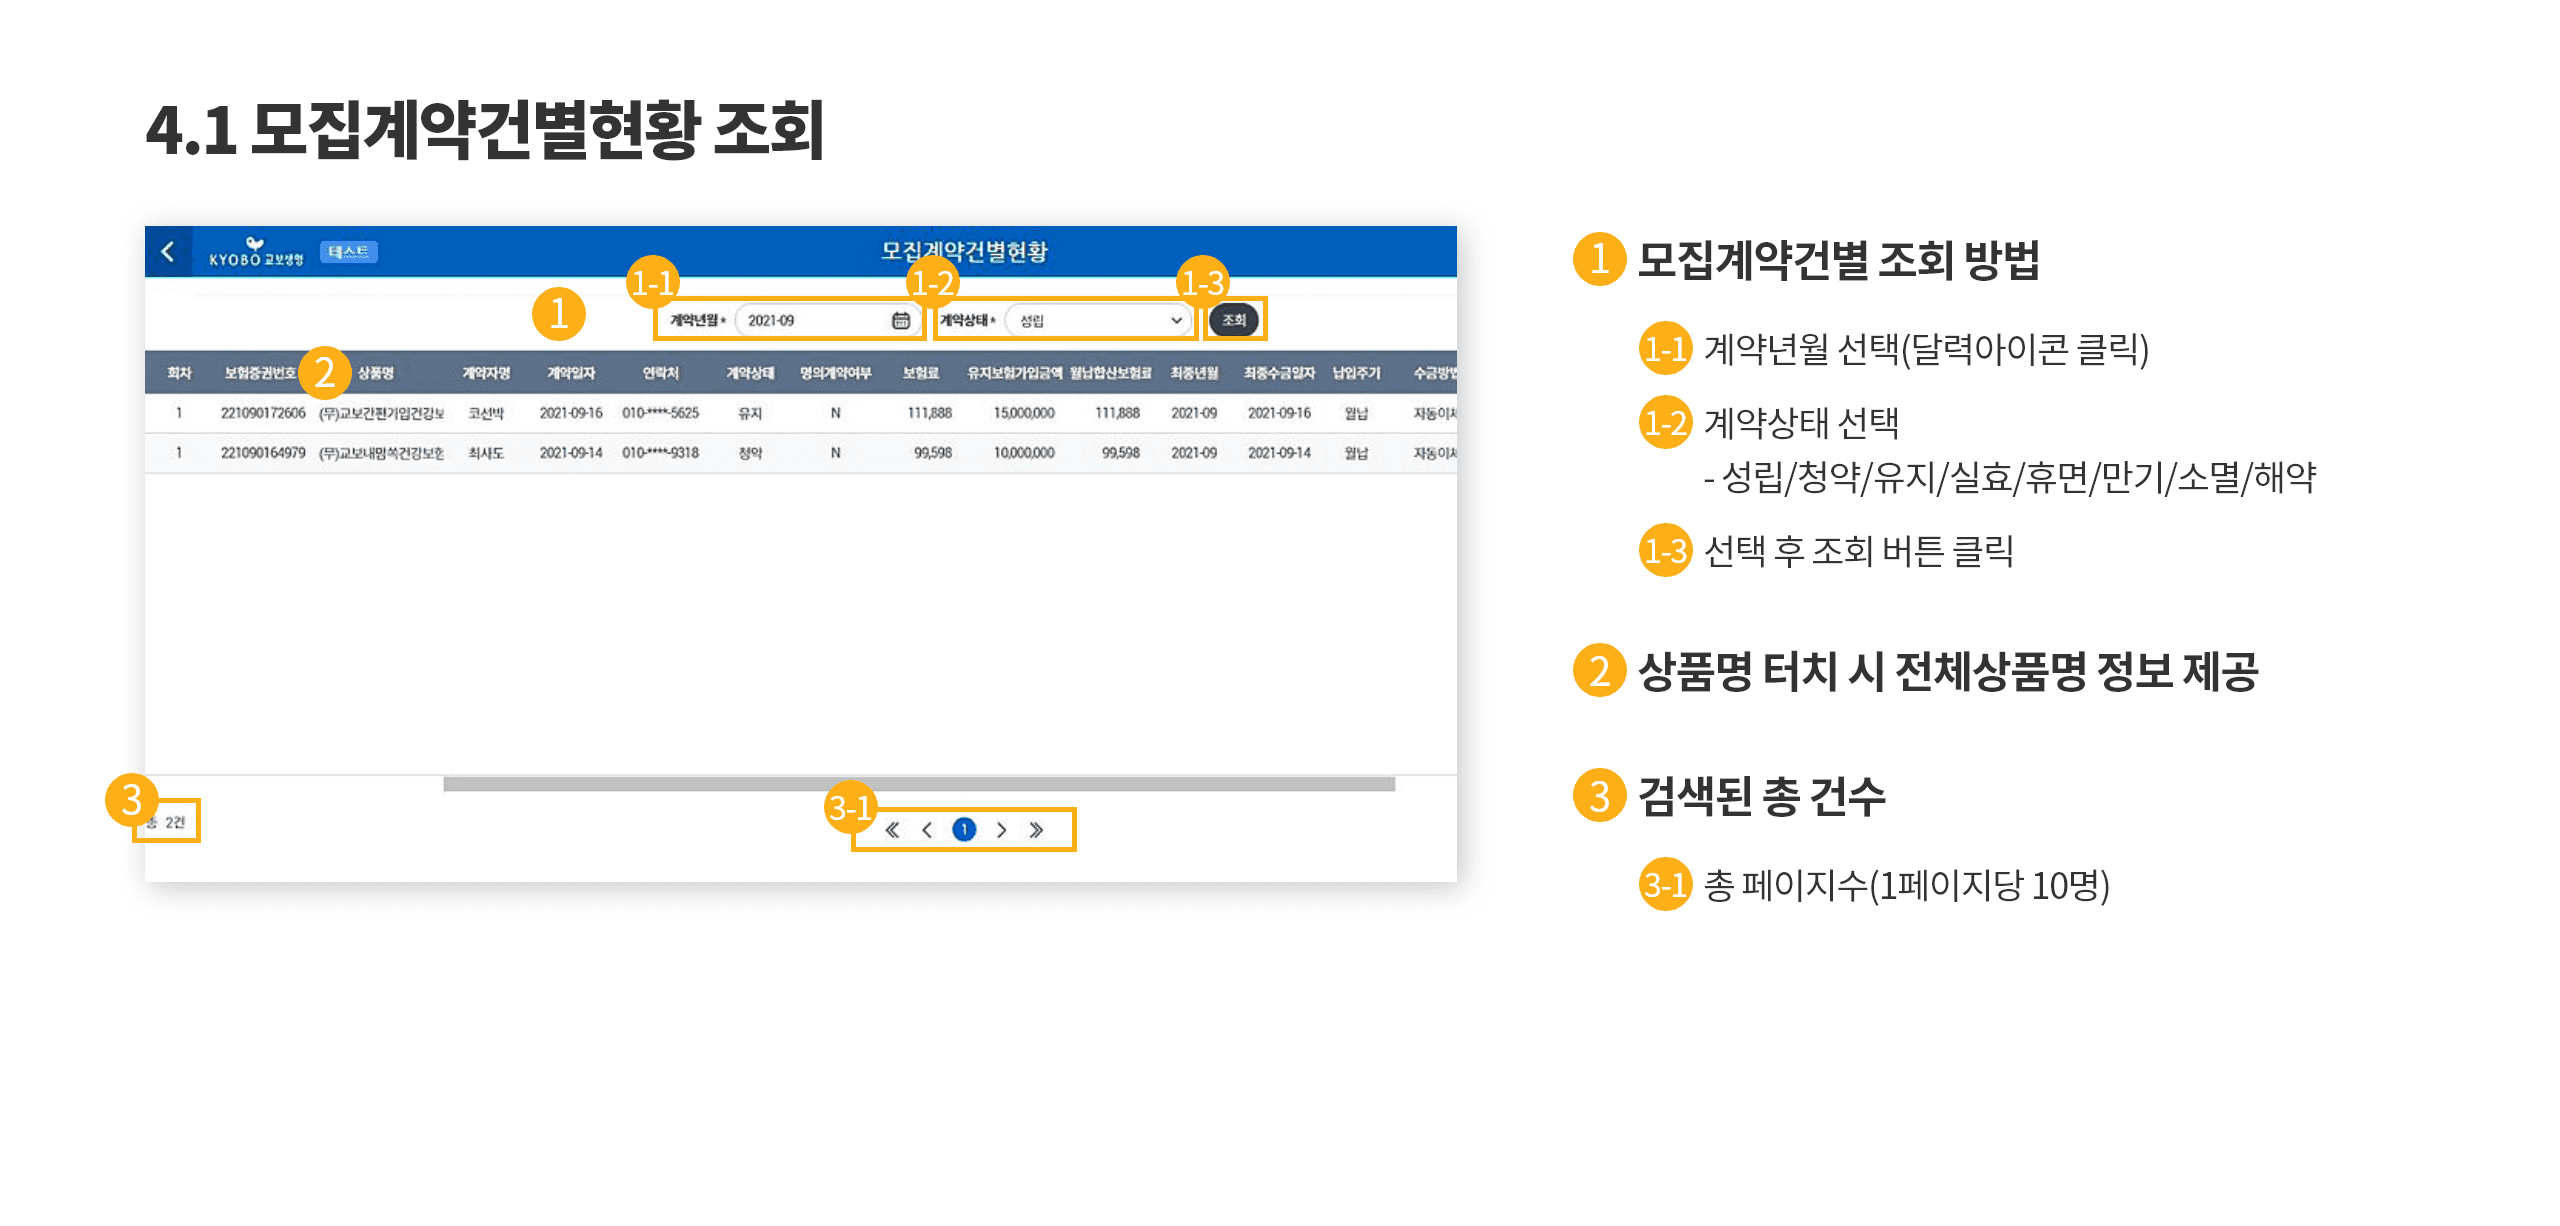 4.1 모집계약건별현황 조회
KYOBO 교보생명 테스트 모집계약건별현황
1 1-1 1-2 1-3
계약년월* 2021-09 계약상태* 성립 조회
회차 보험증권번호 2 상품명 계약자명 계약일자 연락처 계약상태 명의계약여부 보험료 유지보험가입금액 월납합산보험료 최종년월 최종수금일자 납입주기 수금방법
1 221090172606 (무)교보간편가입건강보 코선박 2021-09-16 010-****-5625 유지 N 111,888 15,000,000 111,888 2021-09 2021-09-16 월납 자동이체
1 221090164979 (무)교보내맘쏙건강보험 최사도 2021-09-14 010-****-9318 청약 N 99,598 10,000,000 99,598 2021-09 2021-09-14 월납 자동이체
3 총 2건
3-1 1
1 모집계약건별 조회 방법
1-1 계약년월 선택(달력아이콘 클릭)
1-2 계약상태 선택
- 성립/청약/유지/실효/휴면/만기/소멸/해약
1-3 선택 후 조회 버튼 클릭
2 상품명 터치 시 전체상품명 정보 제공
3 검색된 총 건수
3-1 총 페이지수(1페이지당 10명)